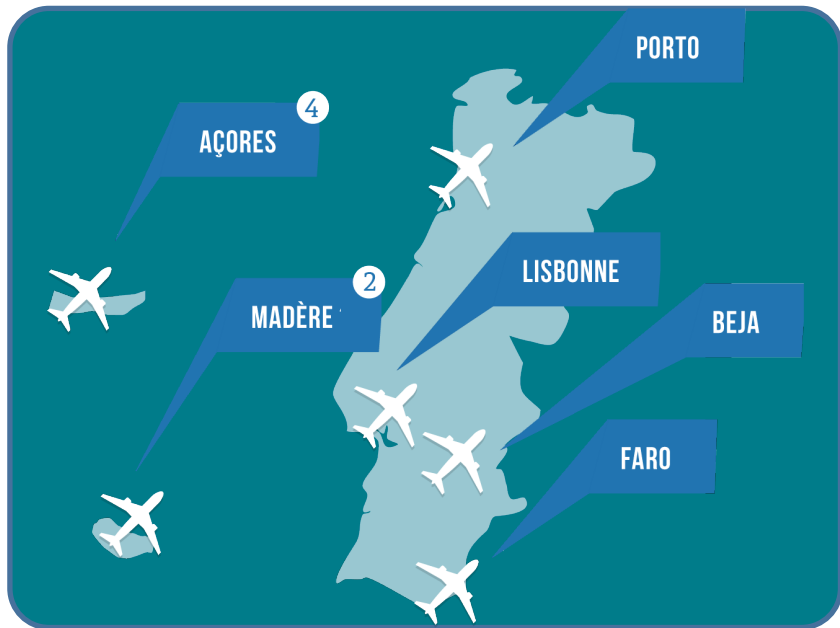 PORTO
4
AÇORES
LISBONNE
2
MADÈRE
BEJA
FARO